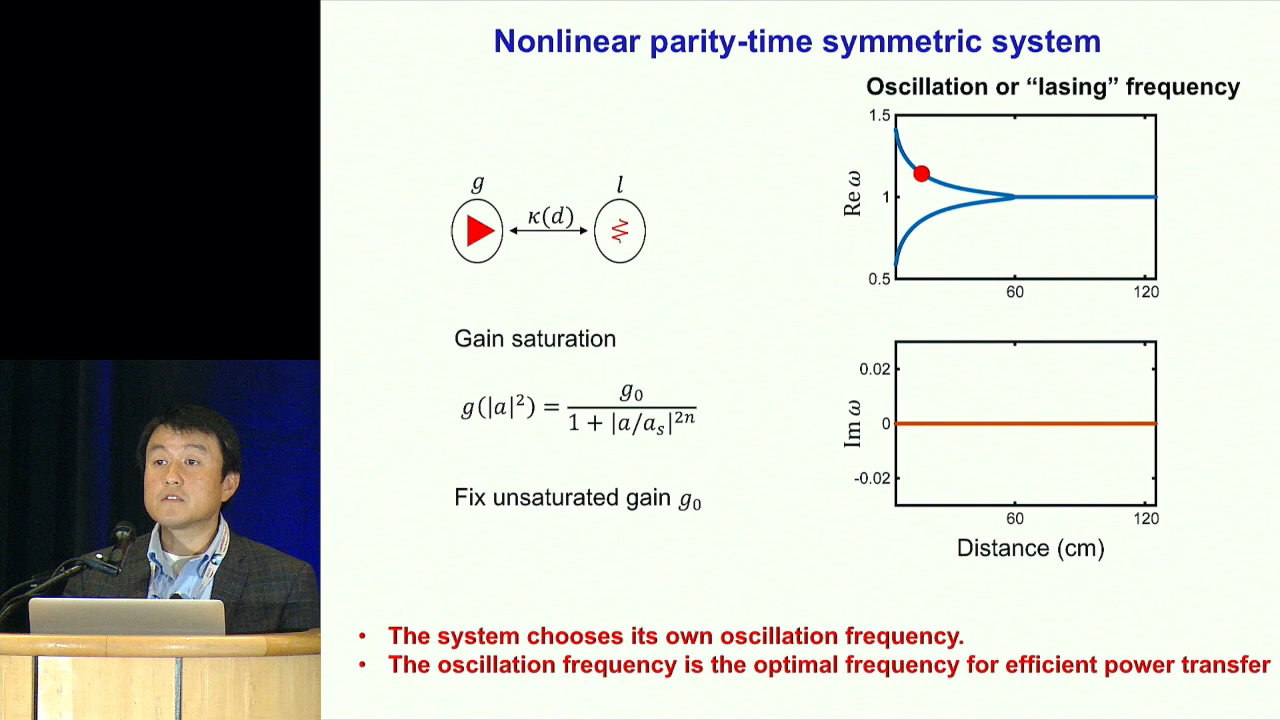 Nonlinear parity-time symmetric system
Oscillation or “lasing” frequency
g
l
κ(d)
Gain saturation
g(|a|²) = g₀ / (1 + |a/aₛ|²ⁿ)
Fix unsaturated gain g₀
1.5
1
0.5
Re ω
60
120
0.02
0
-0.02
Im ω
60
120
Distance (cm)
• The system chooses its own oscillation frequency.
• The oscillation frequency is the optimal frequency for efficient power transfer